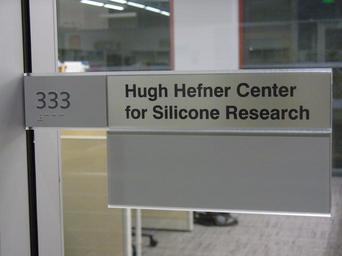 333
Hugh Hefner Center
for Silicone Research